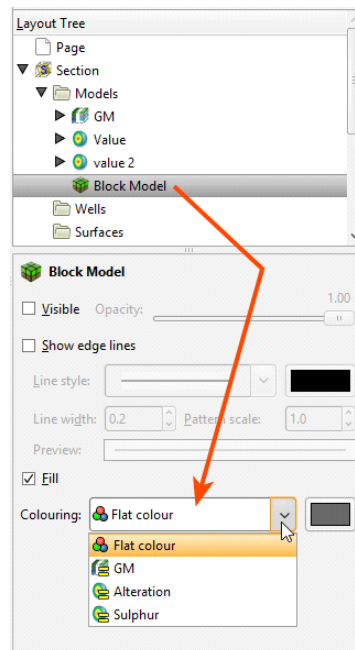 Layout Tree
Page
Section
Models
GM
Value
value 2
Block Model
Wells
Surfaces
Block Model
Visible Opacity: 1.00
Show edge lines
Line style:
Line width: 0.2 Pattern scale: 1.0
Preview:
Fill
Colouring: Flat colour
Flat colour
GM
Alteration
Sulphur